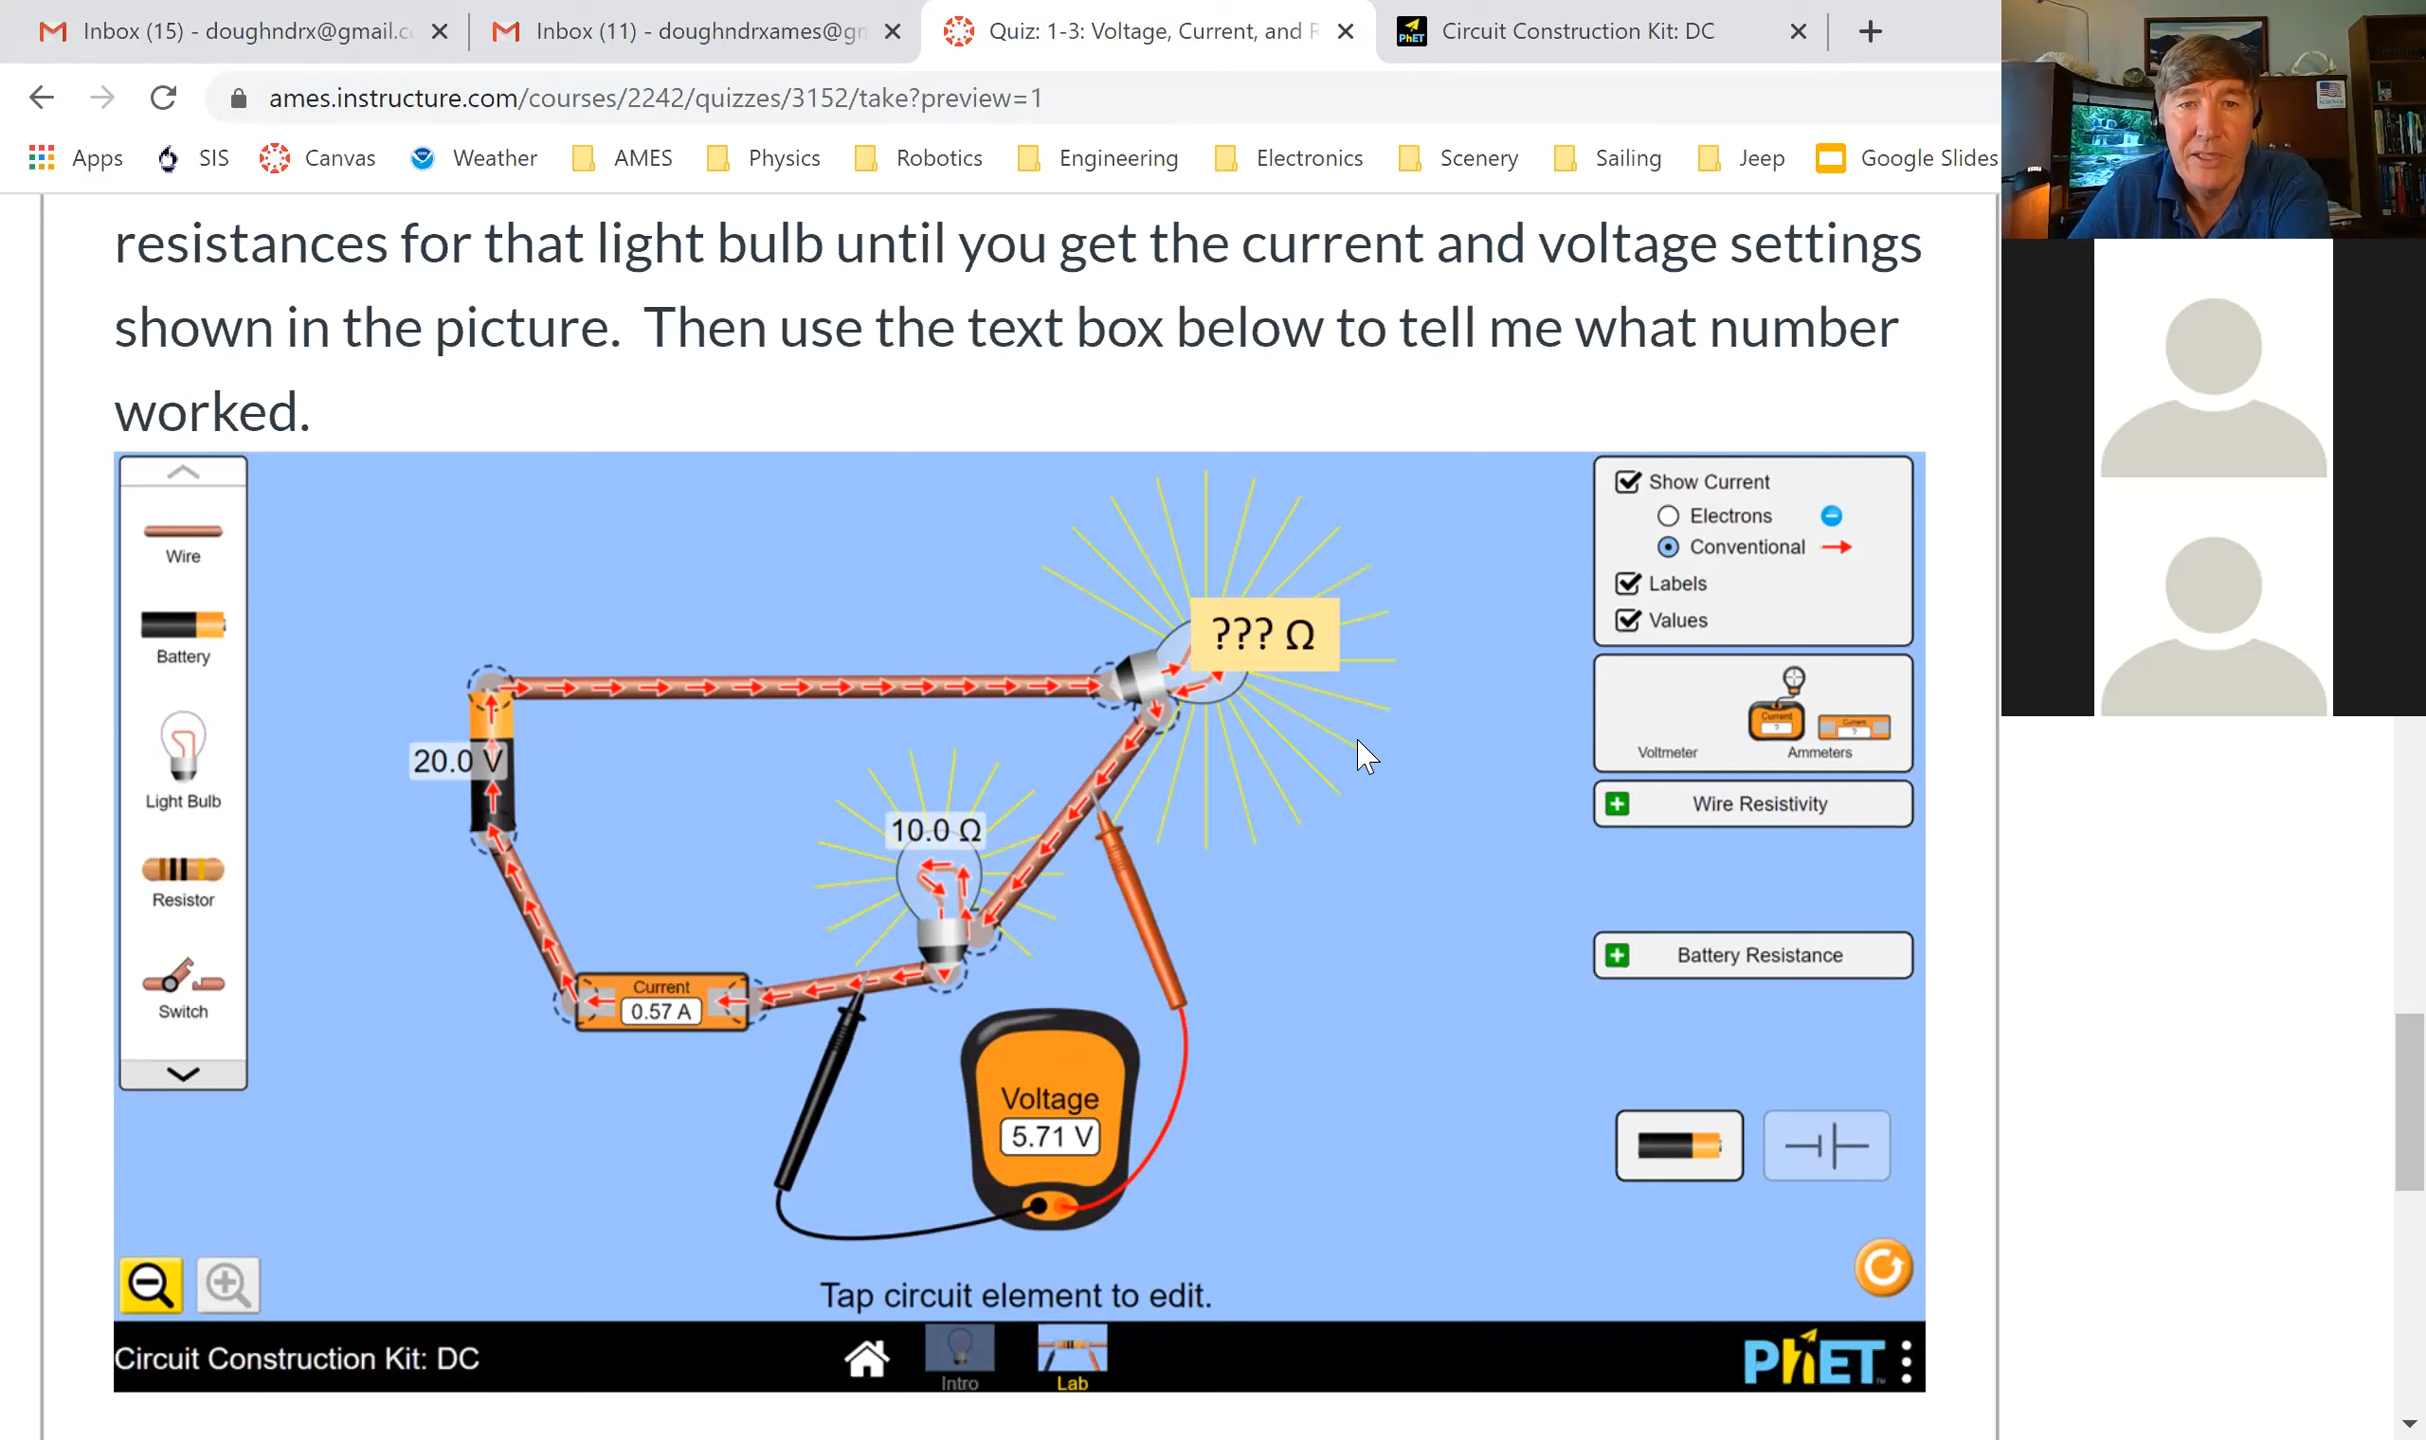 Inbox (15) - doughndrx@gmail.c
Inbox (11) - doughndrxames@gn
Quiz: 1-3: Voltage, Current, and R
PhET
Circuit Construction Kit: DC
ames.instructure.com/courses/2242/quizzes/3152/take?preview=1
Apps
SIS
Canvas
Weather
AMES
Physics
Robotics
Engineering
Electronics
Scenery
Sailing
Jeep
Google Slides
resistances for that light bulb until you get the current and voltage settings
shown in the picture. Then use the text box below to tell me what number
worked.
Wire
Battery
Light Bulb
Resistor
Switch
??? Ω
20.0 V
10.0 Ω
Current
0.57 A
Voltage
5.71 V
Show Current
Electrons
Conventional
Labels
Values
Current
?
Current
?
Voltmeter
Ammeters
Wire Resistivity
Battery Resistance
Tap circuit element to edit.
Circuit Construction Kit: DC
Intro
Lab
PhET